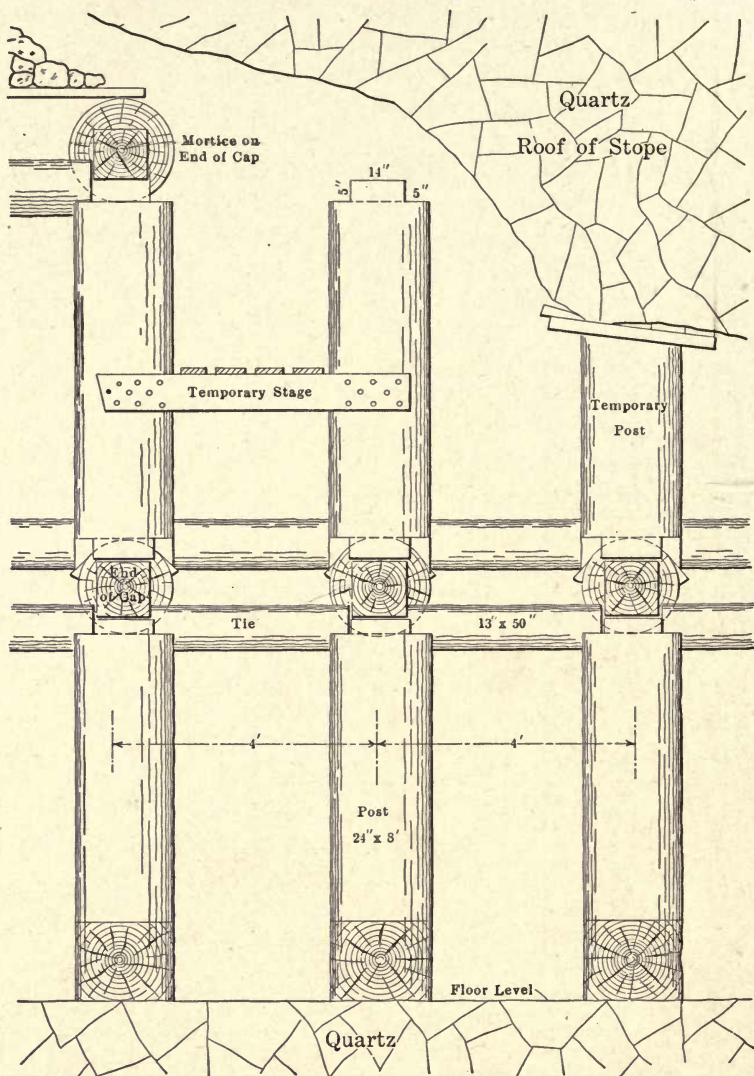 Quartz
Roof of Stope
Mortice on
End of Cap
14"
5"
5"
Temporary Stage
Temporary
Post
End
of Cap
Tie
13" x 50"
4'
4'
Post
24" x 8'
Floor Level
Quartz